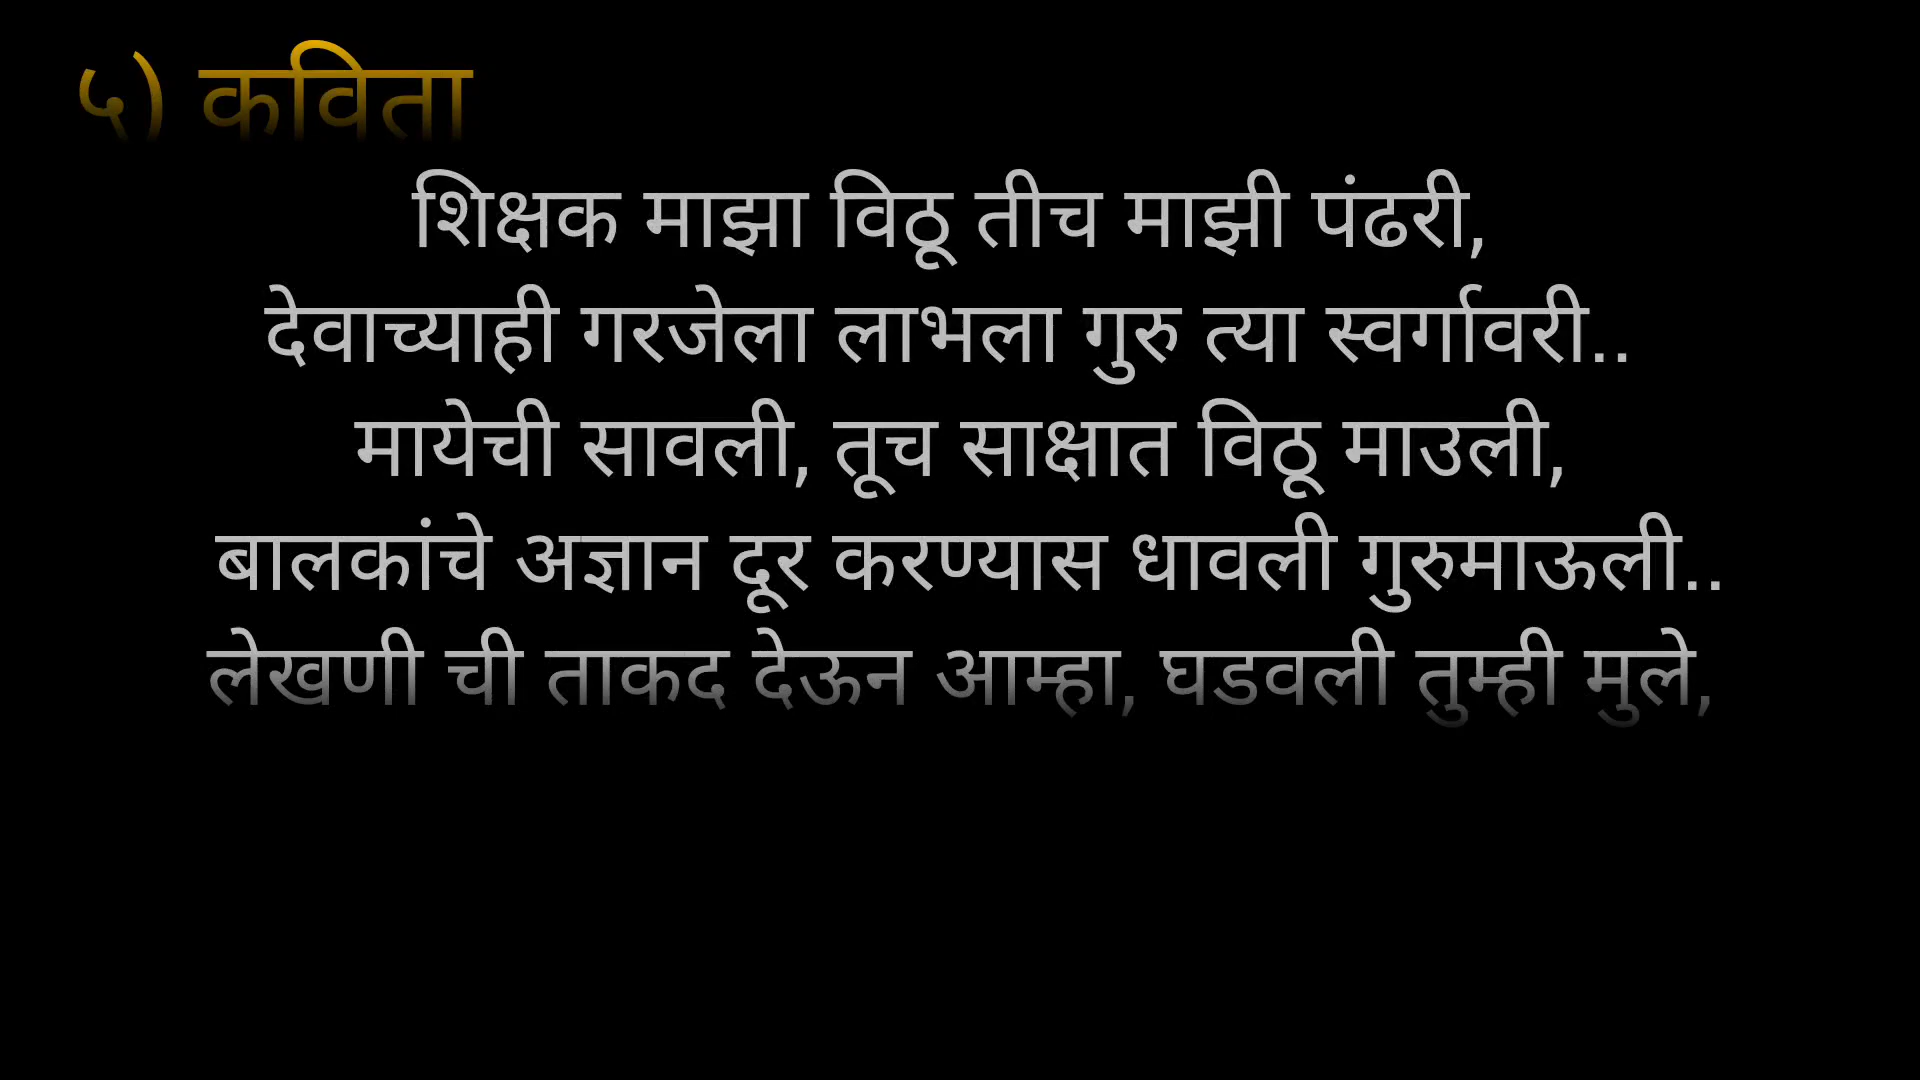 ५) कविता
शिक्षक माझा विठू तीच माझी पंढरी,
देवाच्याही गरजेला लाभला गुरु त्या स्वर्गावरी..
मायेची सावली, तूच साक्षात विठू माउली,
बालकांचे अज्ञान दूर करण्यास धावली गुरुमाऊली..
लेखणी ची ताकद देऊन आम्हा, घडवली तुम्ही मुले,